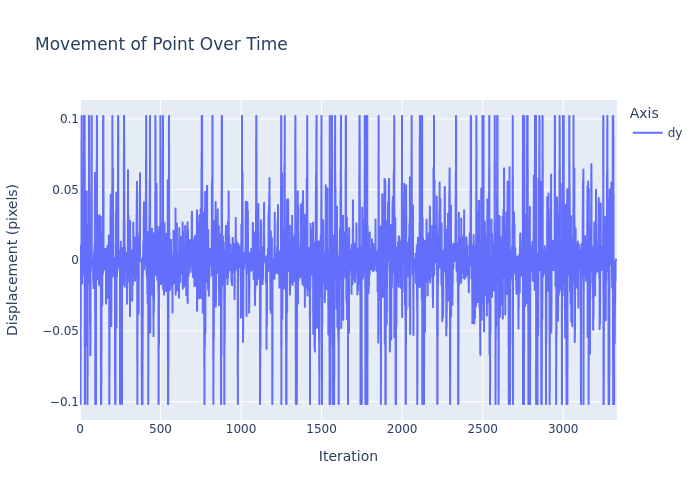 Movement of Point Over Time
Axis
dy
Displacement (pixels)
0.1
0.05
0
−0.05
−0.1
0
500
1000
1500
2000
2500
3000
Iteration